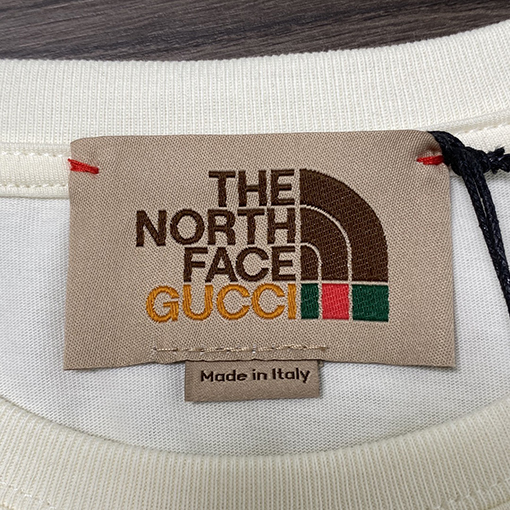 THE
NORTH
FACE
GUCCI
Made in Italy